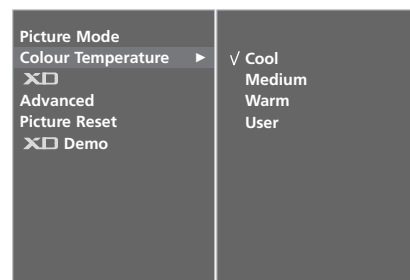 Picture Mode
Colour Temperature ►
XD
Advanced
Picture Reset
XD Demo
√ Cool
Medium
Warm
User